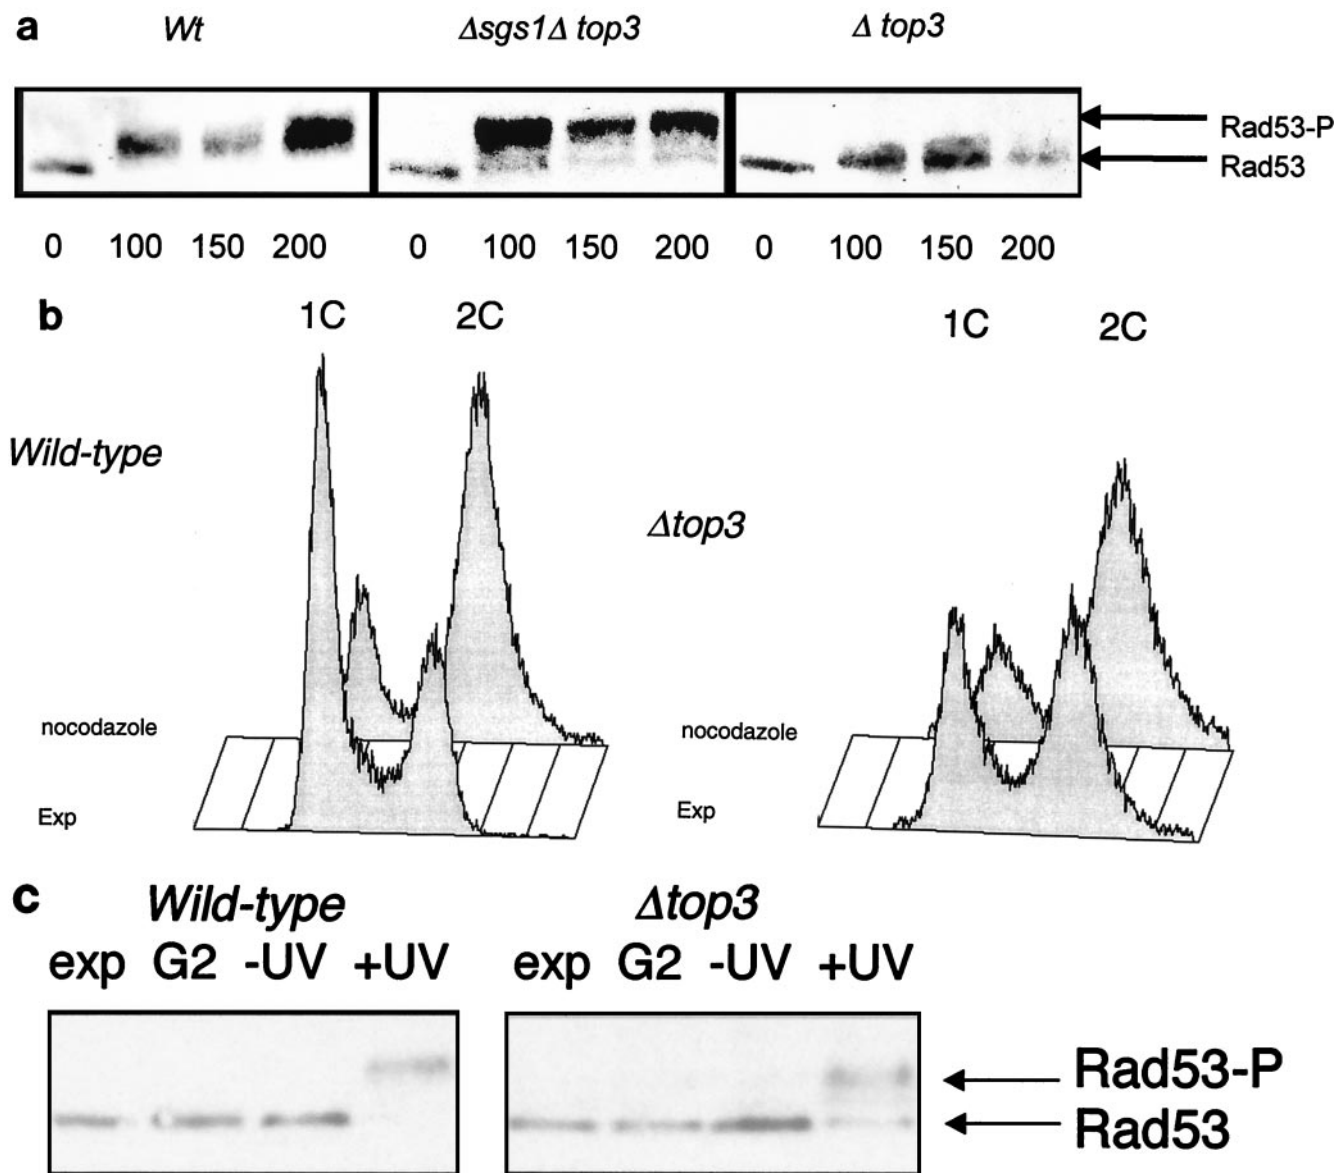 a Wt Δsgs1Δ top3 Δ top3
Rad53-P
Rad53
0 100 150 200 0 100 150 200 0 100 150 200
b 1C 2C 1C 2C
Wild-type
Δtop3
nocodazole nocodazole
Exp Exp
c Wild-type Δtop3
exp G2 -UV +UV exp G2 -UV +UV
Rad53-P
Rad53